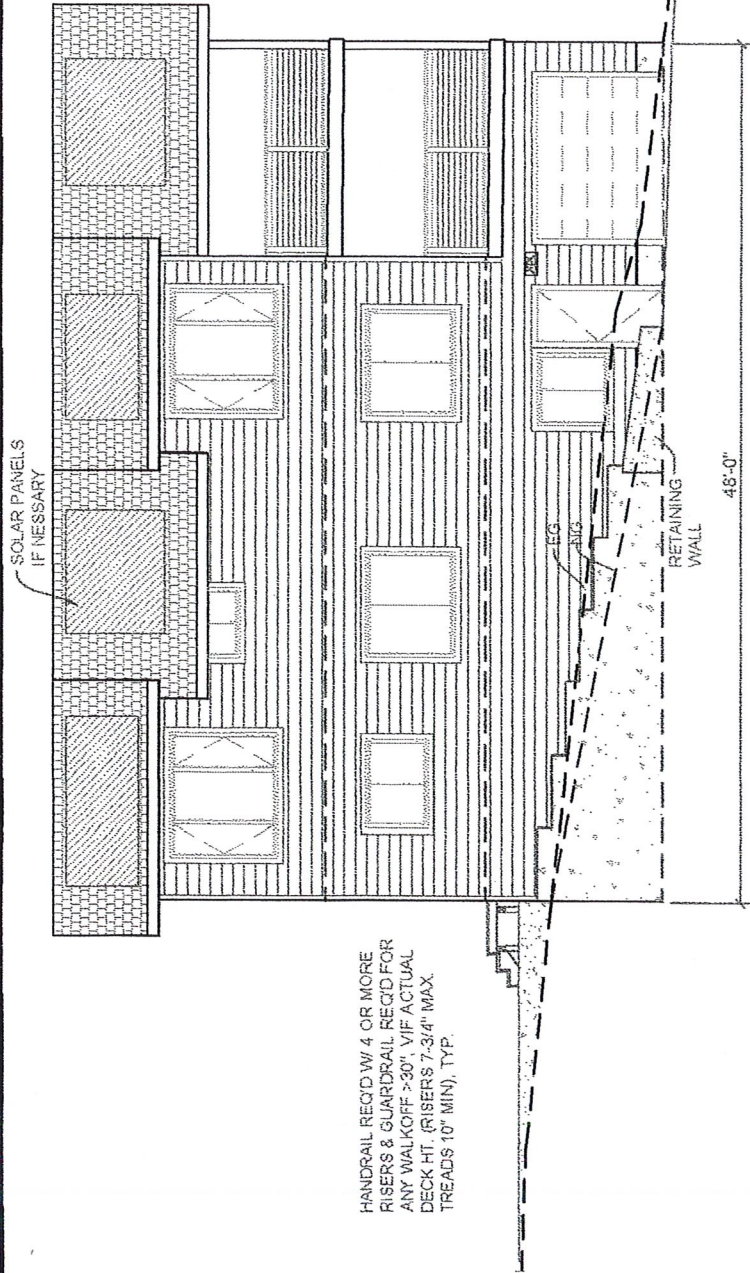 SOLAR PANELS
IF NESSARY
HANDRAIL REQ'D W/ 4 OR MORE
RISERS & GUARDRAIL REQ'D FOR
ANY WALKOFF >30", VIF ACTUAL
DECK HT. (RISERS 7-3/4" MAX.
TREADS 10" MIN), TYP.
EG
NG
RETAINING
WALL
48'-0"